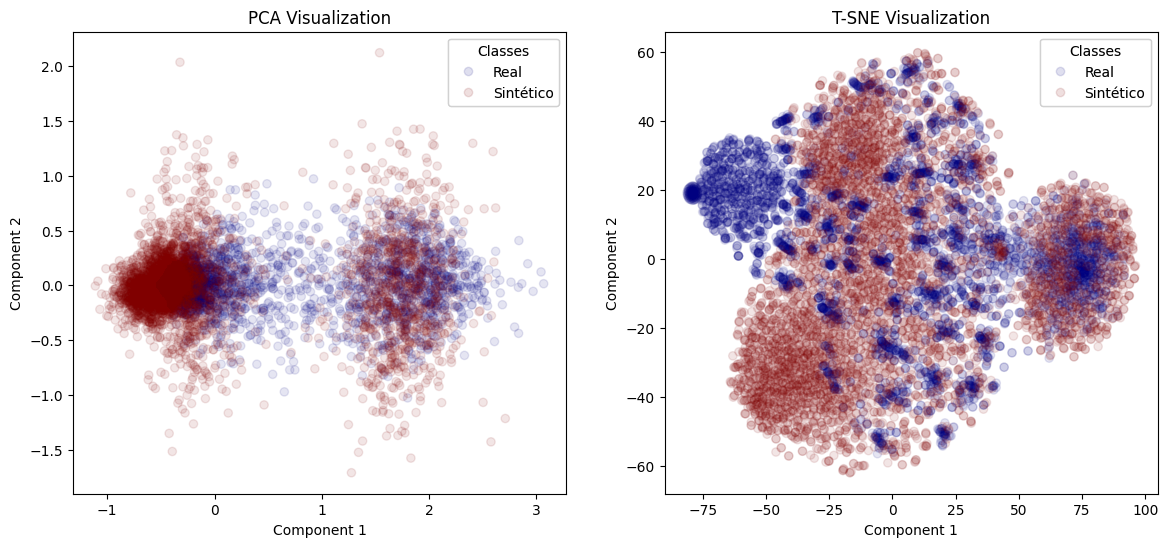 PCA Visualization
Classes
Real
Sintético
2.0
1.5
1.0
0.5
0.0
−0.5
−1.0
−1.5
−1
0
1
2
3
Component 1
Component 2
T-SNE Visualization
Classes
Real
Sintético
60
40
20
0
−20
−40
−60
−75
−50
−25
0
25
50
75
100
Component 1
Component 2